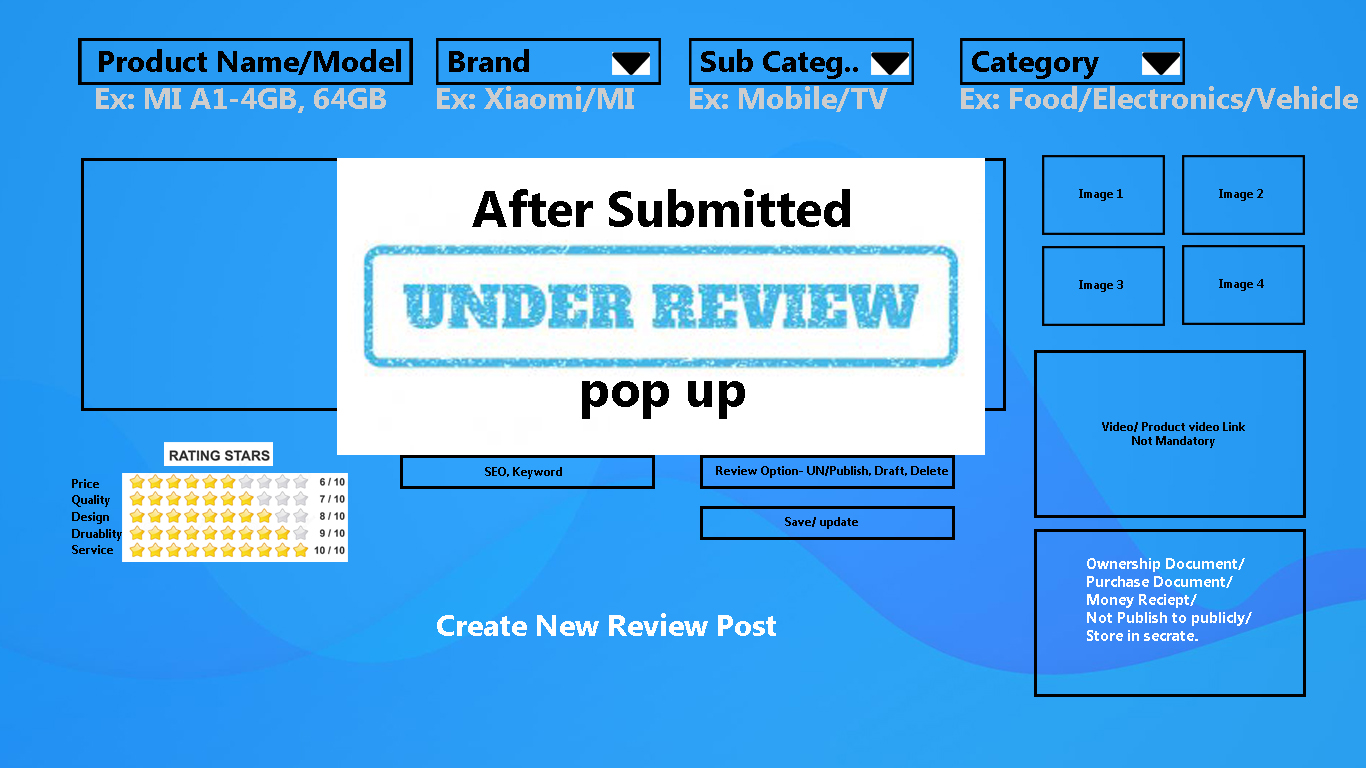 Product Name/Model
Brand
Sub Categ..
Category
Ex: MI A1-4GB, 64GB
Ex: Xiaomi/MI
Ex: Mobile/TV
Ex: Food/Electronics/Vehicle
After Submitted
UNDER REVIEW
pop up
Image 1
Image 2
Image 3
Image 4
Video/ Product video Link
Not Mandatory
RATING STARS
Price 6 / 10
Quality 7 / 10
Design 8 / 10
Druablity 9 / 10
Service 10 / 10
SEO, Keyword
Review Option- UN/Publish, Draft, Delete
Save/ update
Ownership Document/
Purchase Document/
Money Reciept/
Not Publish to publicly/
Store in secrate.
Create New Review Post